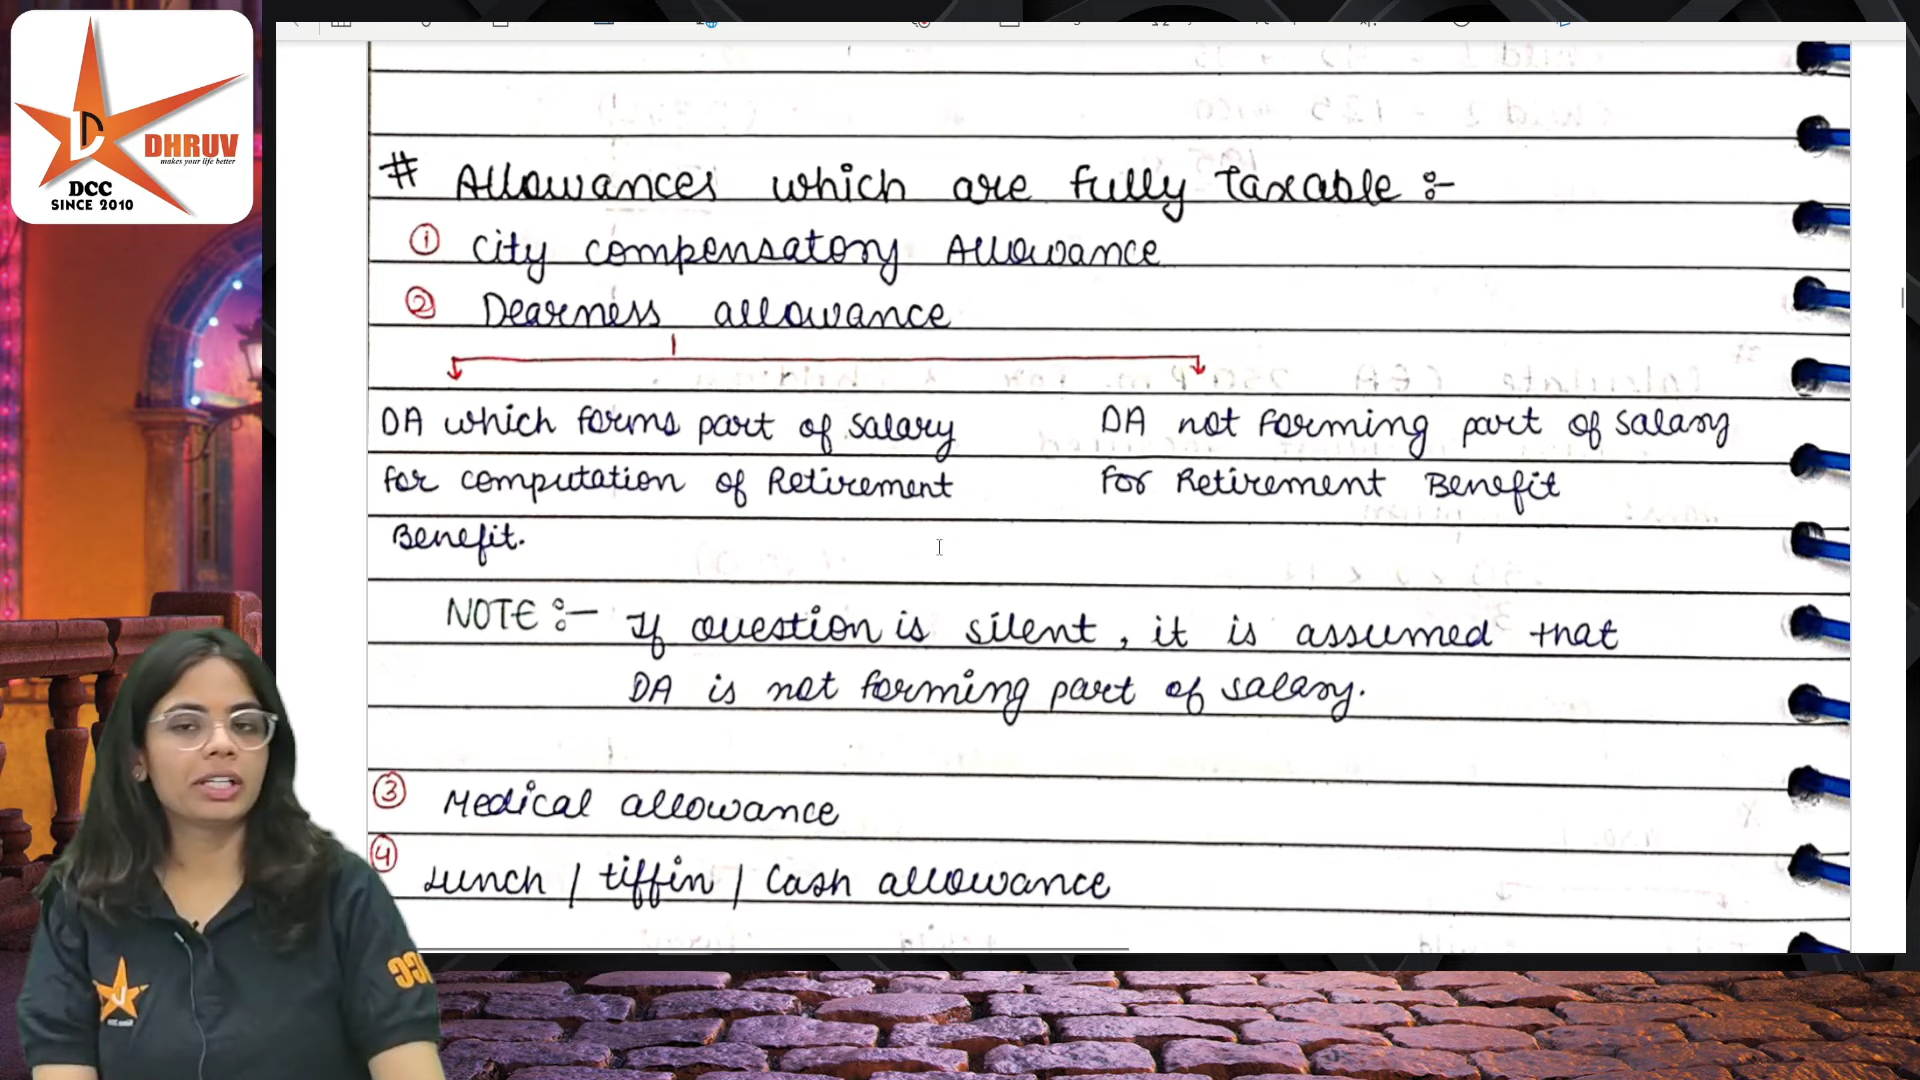 DHRUV
makes your life better
DCC
SINCE 2010
# Allowances which are fully Taxable :-
① City compensatory Allowance
② Dearness allowance
DA which forms part of salary
for computation of Retirement
Benefit.
DA not forming part of salary
for Retirement Benefit
NOTE :- If question is silent, it is assumed that
DA is not forming part of salary.
③ Medical allowance
④ Lunch / tiffin / Cash allowance